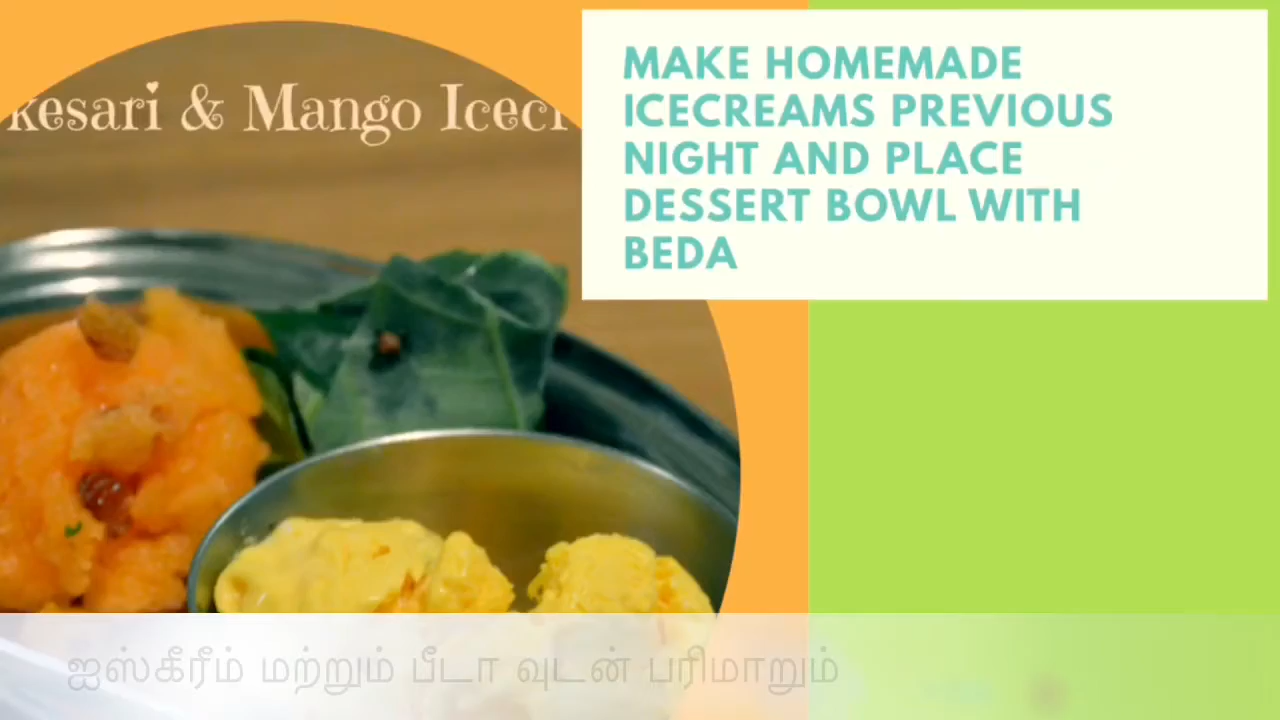 kesari & Mango Icecr
MAKE HOMEMADE
ICECREAMS PREVIOUS
NIGHT AND PLACE
DESSERT BOWL WITH
BEDA
ஐஸ்கீரீம் மற்றும் பீடா வுடன் பரிமாறும்